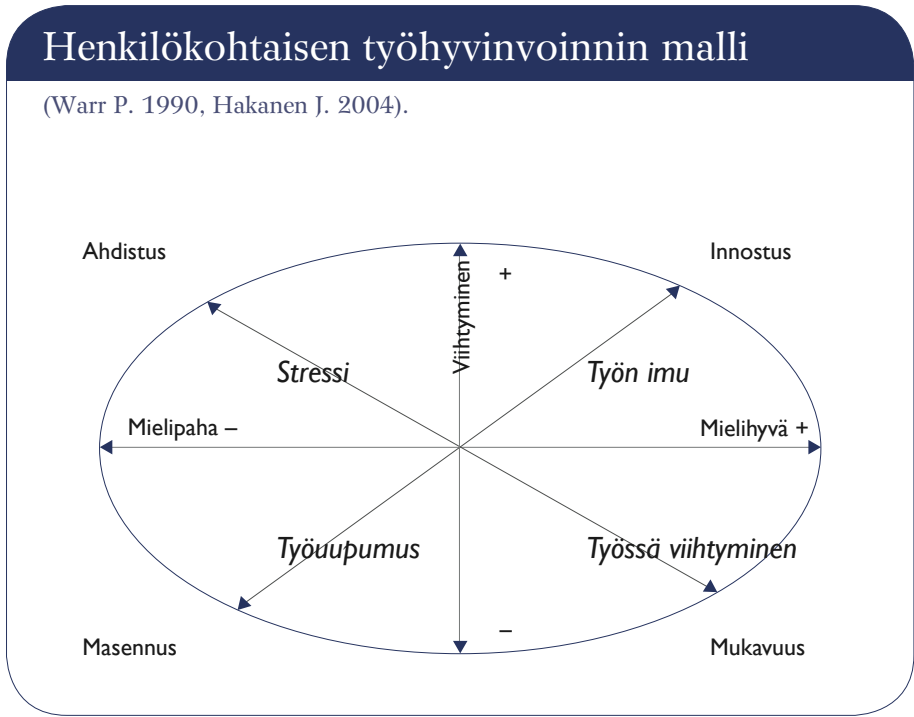 Henkilökohtaisen työhyvinvoinnin malli
(Warr P. 1990, Hakanen J. 2004).
Ahdistus
Innostus
Viihtyminen
+
Stressi
Työn imu
Mielipaha –
Mielihyvä +
Työuupumus
Työssä viihtyminen
–
Masennus
Mukavuus